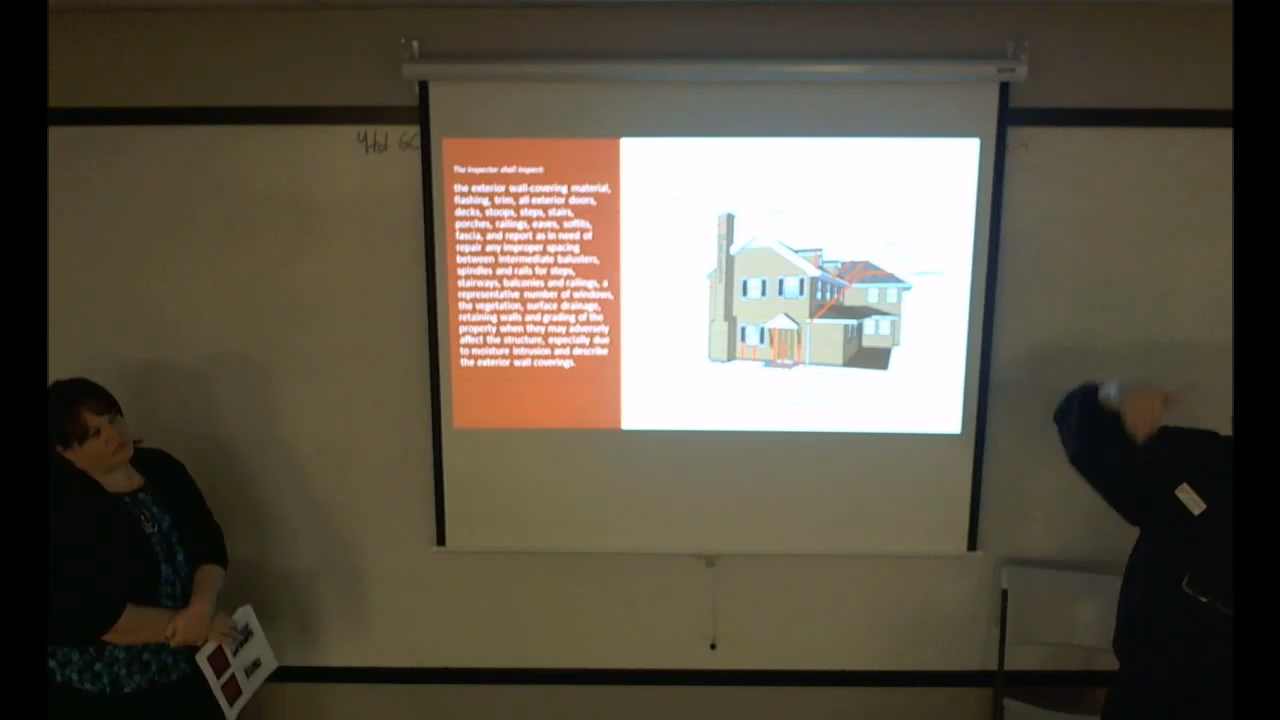 The inspector shall inspect:
the exterior wall-covering material,
flashing, trim, all exterior doors,
decks, stoops, steps, stairs,
porches, railings, eaves, soffits,
fascia, and report as in need of
repair any improper spacing
between intermediate balusters,
spindles and rails for steps,
stairways, balconies and railings, a
representative number of windows,
the vegetation, surface drainage,
retaining walls and grading of the
property when they may adversely
affect the structure, especially due
to moisture intrusion and describe
the exterior wall coverings.